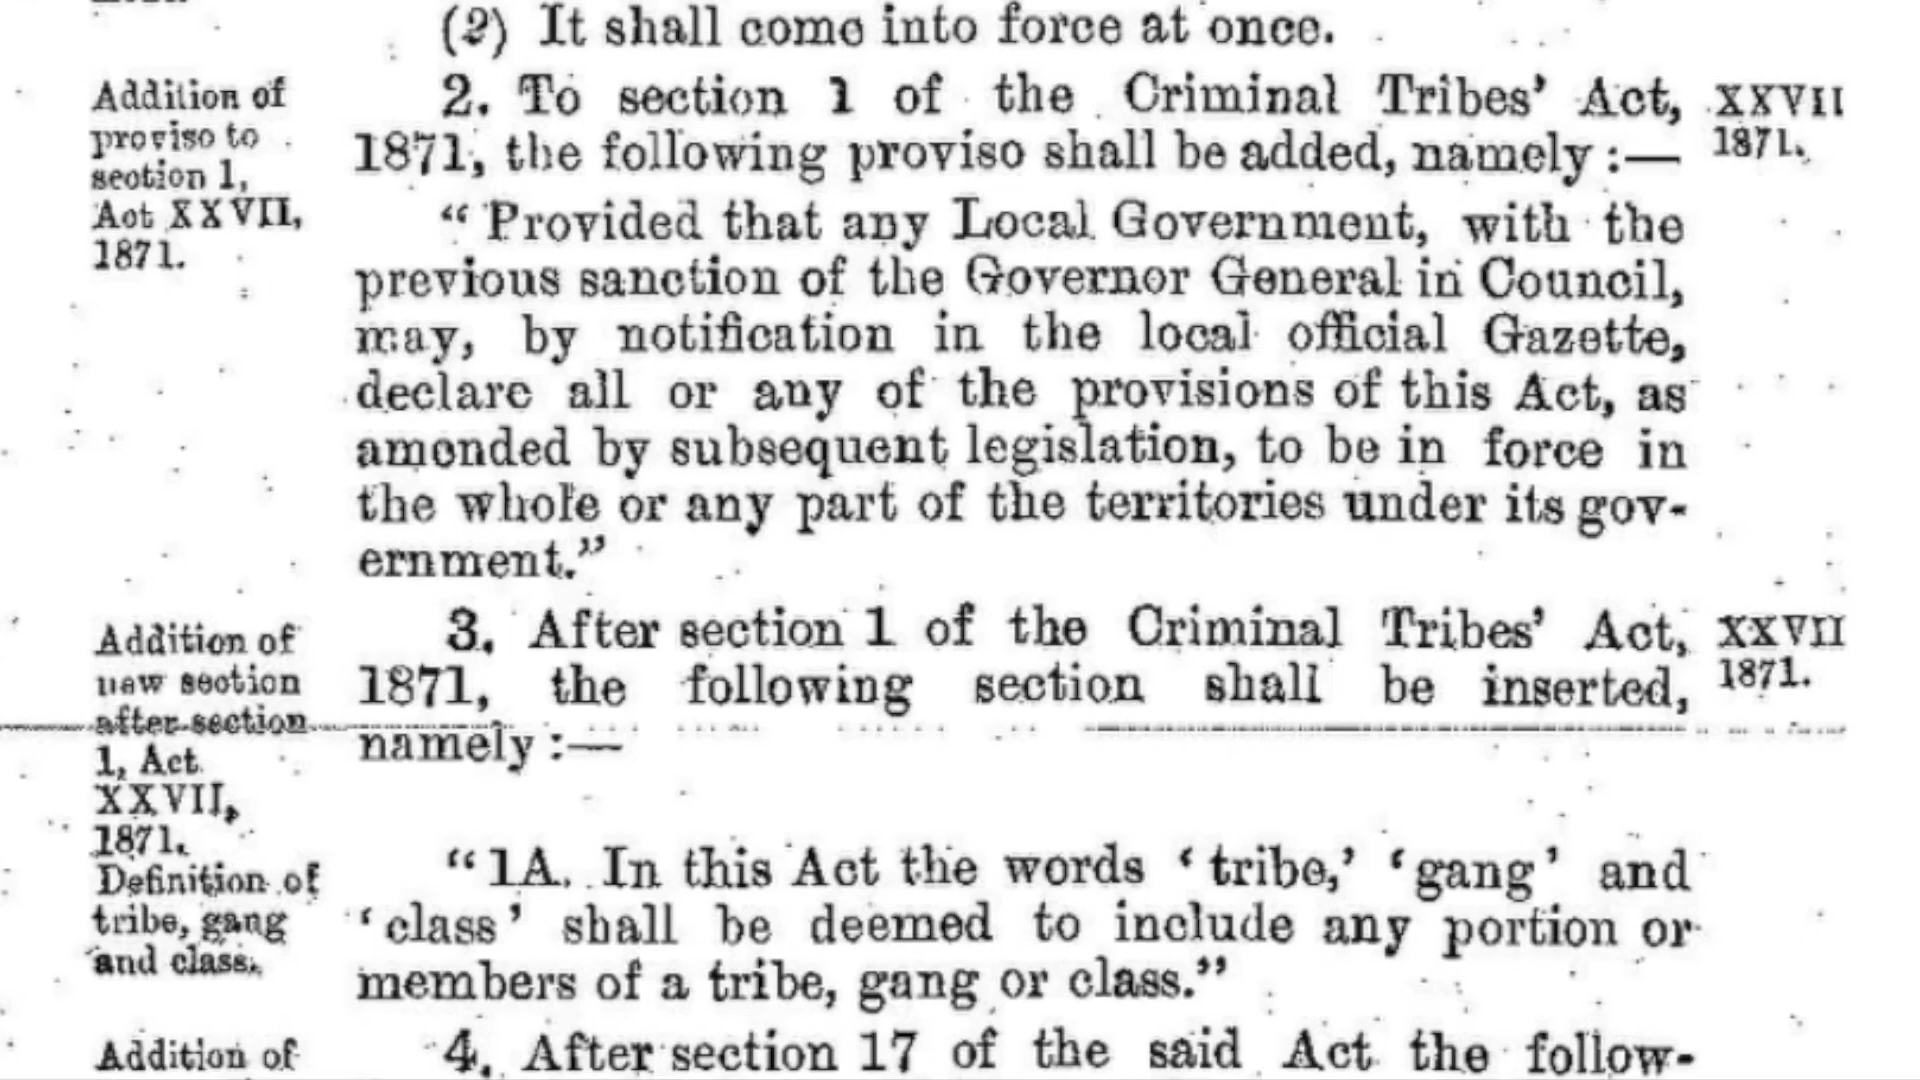 (2) It shall come into force at once.
Addition of
proviso to
section 1,
Act XXVII,
1871.
2. To section 1 of the Criminal Tribes' Act,
1871, the following proviso shall be added, namely :—
XXVII
1871.
“ Provided that any Local Government, with the
previous sanction of the Governor General in Council,
may, by notification in the local official Gazette,
declare all or any of the provisions of this Act, as
amended by subsequent legislation, to be in force in
the whole or any part of the territories under its gov-
ernment.”
Addition of
new section
after section
1, Act
XXVII,
1871.
3. After section 1 of the Criminal Tribes' Act,
1871, the following section shall be inserted,
namely :—
XXVII
1871.
Definition of
tribe, gang
and class.
“ 1A. In this Act the words ‘ tribe,’ ‘ gang ’ and
‘ class ’ shall be deemed to include any portion or
members of a tribe, gang or class.”
Addition of
4. After section 17 of the said Act the follow-